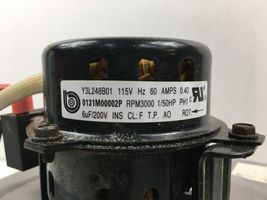 Y3L248B01 115V Hz 60 AMPS 0.40
0131M00002P RPM3000 1/50HP PH1
6uF/200V INS CL:F T.P. AO ROT